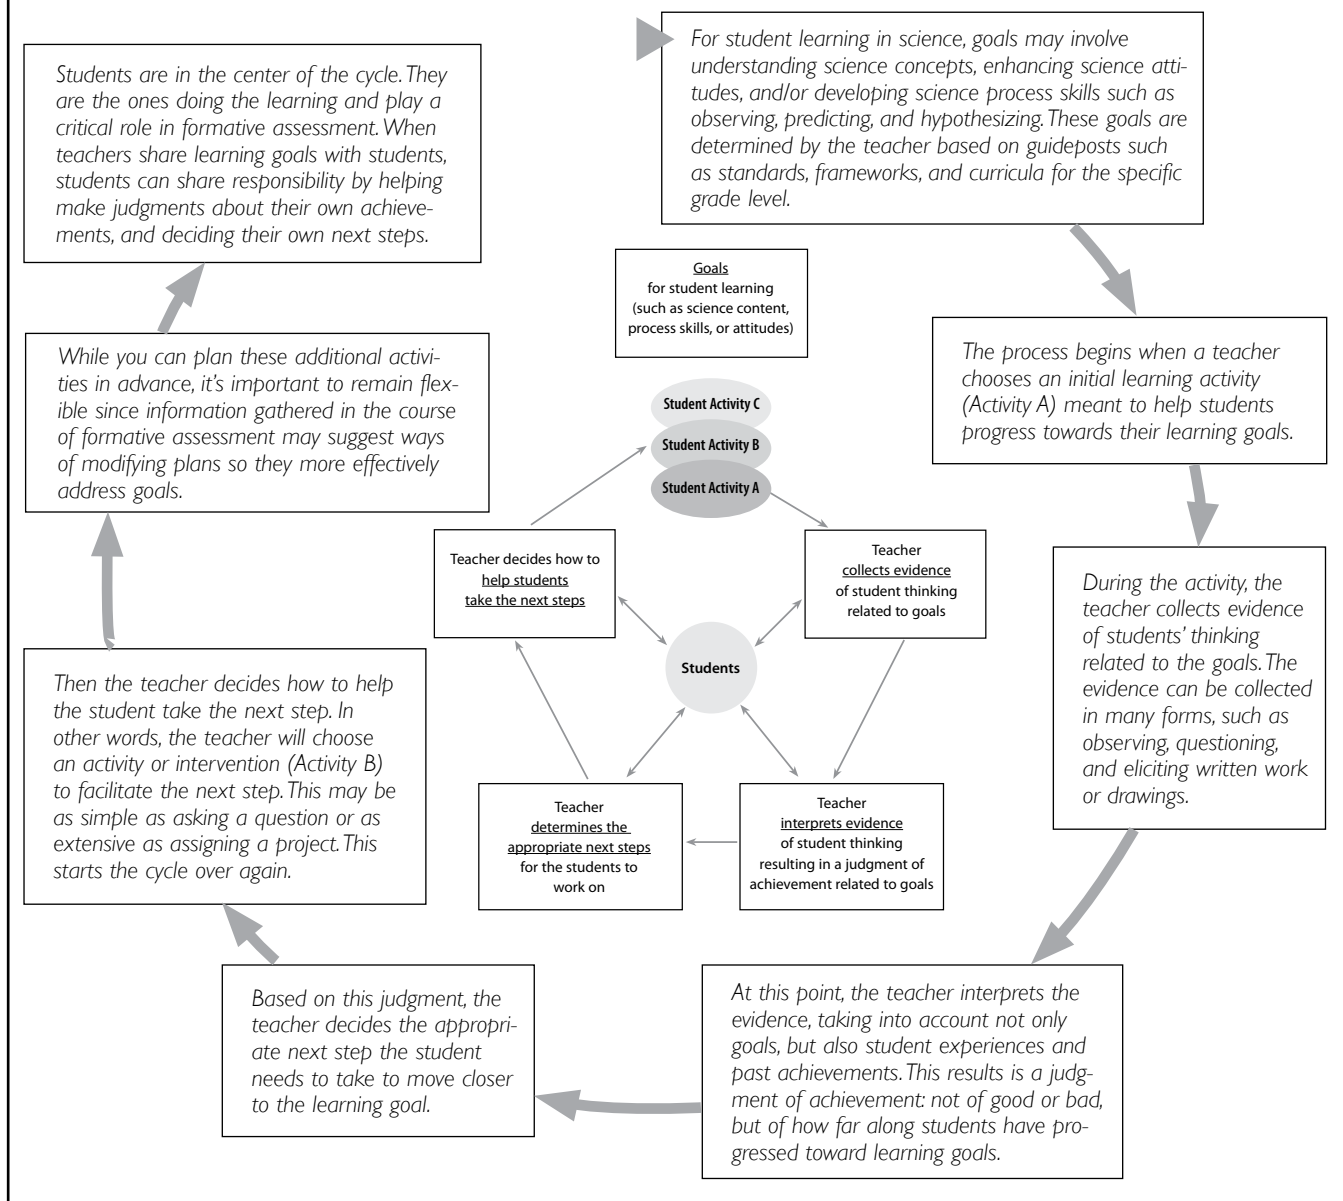 For student learning in science, goals may involve
understanding science concepts, enhancing science atti-
tudes, and/or developing science process skills such as
observing, predicting, and hypothesizing. These goals are
determined by the teacher based on guideposts such
as standards, frameworks, and curricula for the specific
grade level.
The process begins when a teacher
chooses an initial learning activity
(Activity A) meant to help students
progress towards their learning goals.
During the activity, the
teacher collects evidence
of students' thinking
related to the goals. The
evidence can be collected
in many forms, such as
observing, questioning,
and eliciting written work
or drawings.
At this point, the teacher interprets the
evidence, taking into account not only
goals, but also student experiences and
past achievements. This results is a judg-
ment of achievement: not of good or bad,
but of how far along students have pro-
gressed toward learning goals.
Based on this judgment, the
teacher decides the appropri-
ate next step the student
needs to take to move closer
to the learning goal.
Then the teacher decides how to help
the student take the next step. In
other words, the teacher will choose
an activity or intervention (Activity B)
to facilitate the next step. This may be
as simple as asking a question or as
extensive as assigning a project. This
starts the cycle over again.
While you can plan these additional activi-
ties in advance, it's important to remain flex-
ible since information gathered in the course
of formative assessment may suggest ways
of modifying plans so they more effectively
address goals.
Students are in the center of the cycle. They
are the ones doing the learning and play a
critical role in formative assessment. When
teachers share learning goals with students,
students can share responsibility by helping
make judgments about their own achieve-
ments, and deciding their own next steps.
Goals
for student learning
(such as science content,
process skills, or attitudes)
Student Activity C
Student Activity B
Student Activity A
Teacher
collects evidence
of student thinking
related to goals
Teacher
interprets evidence
of student thinking
resulting in a judgment of
achievement related to goals
Teacher
determines the
appropriate next steps
for the students to
work on
Teacher decides how to
help students
take the next steps
Students